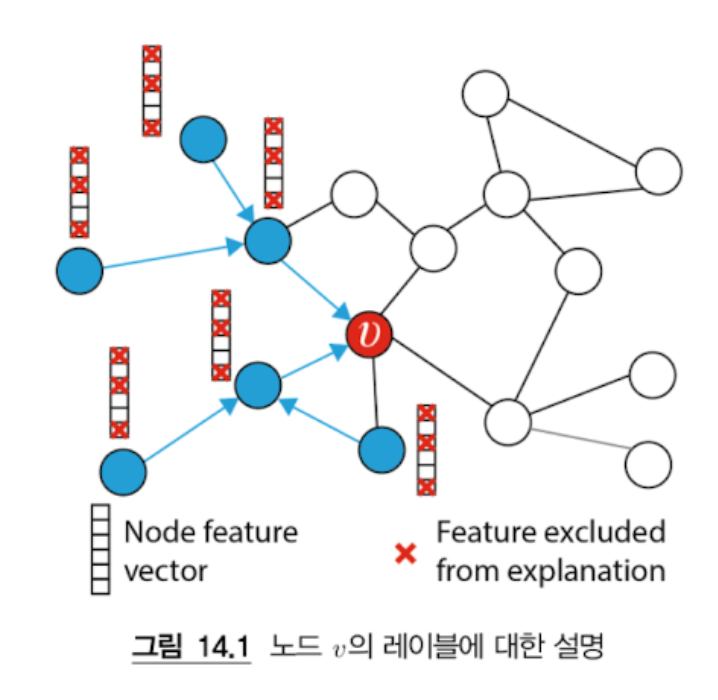 υ
Node feature
vector
Feature excluded
from explanation
그림 14.1 노드 υ의 레이블에 대한 설명